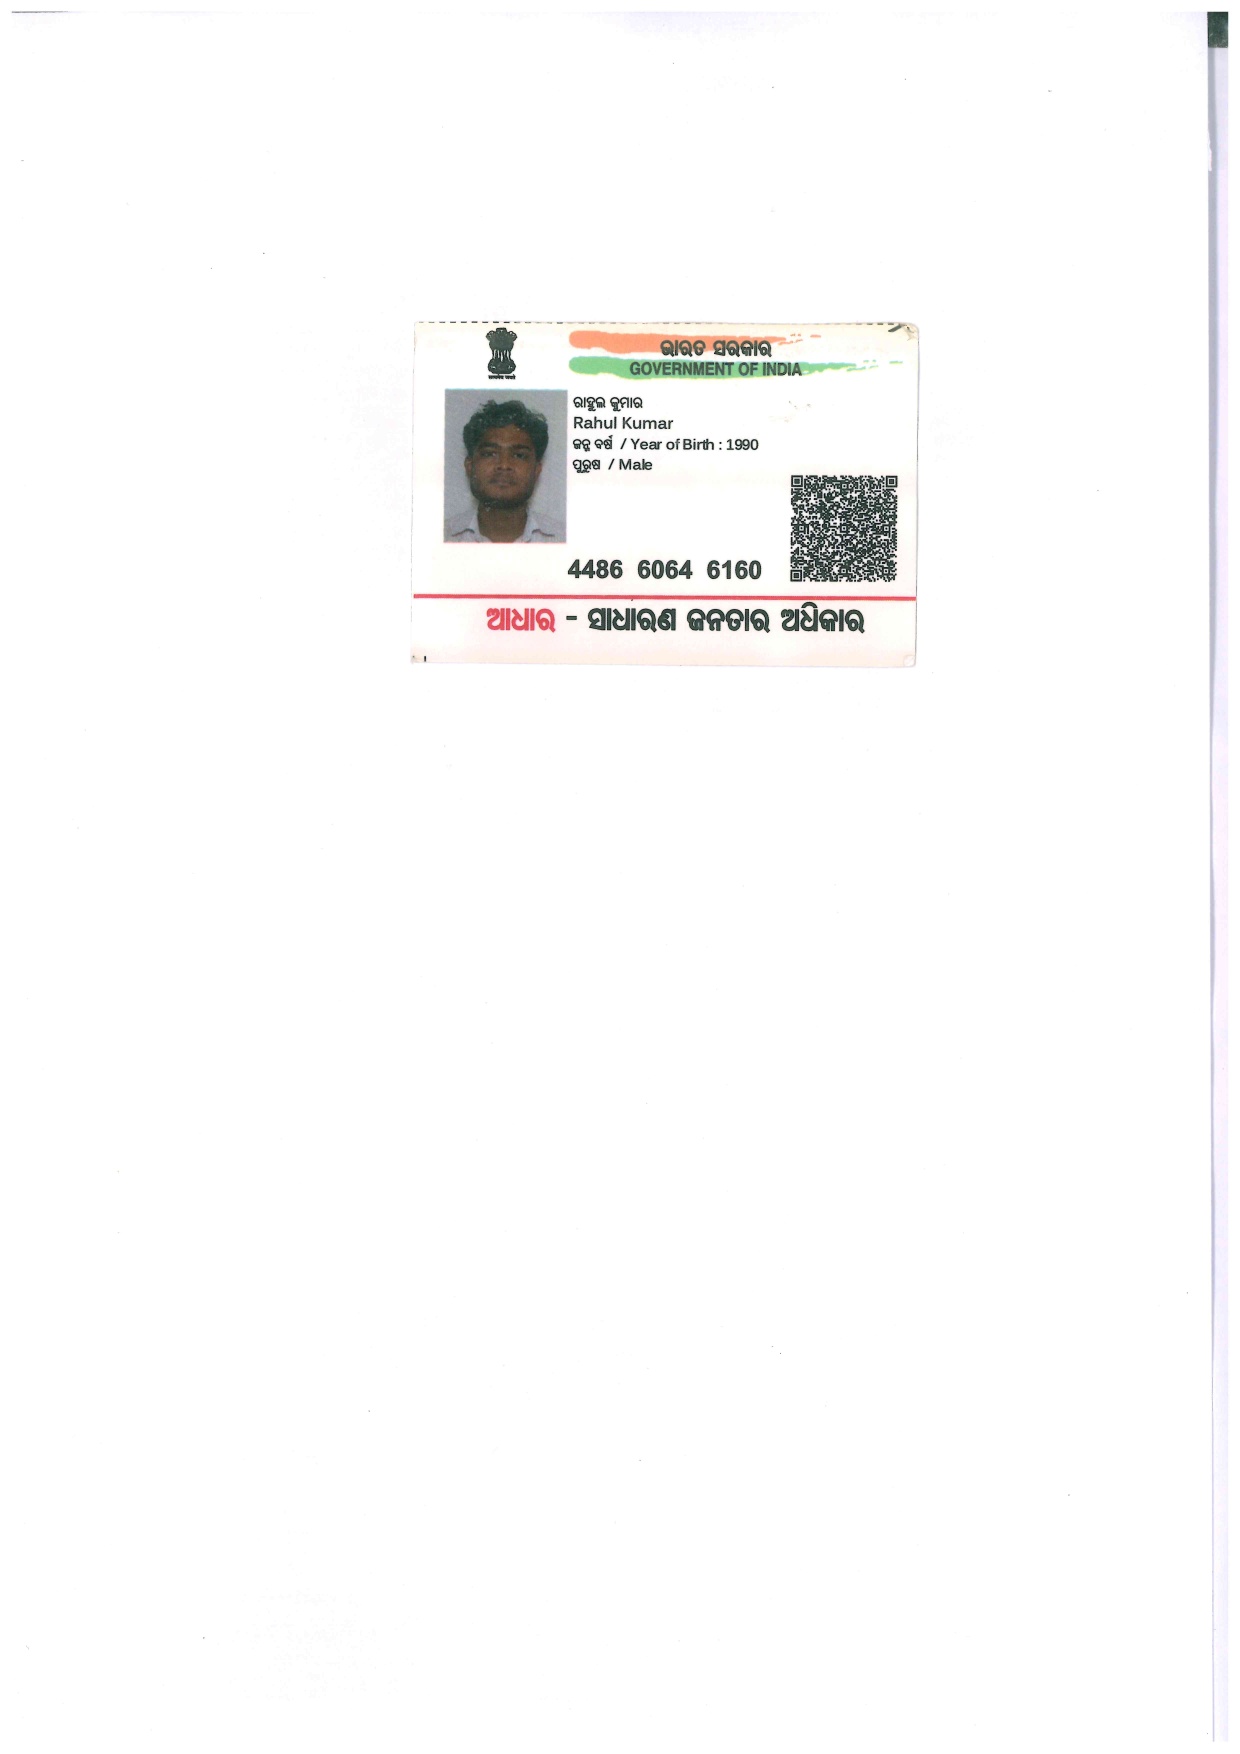 ଭାରତ ସରକାର
GOVERNMENT OF INDIA
ରାହୁଲ କୁମାର
Rahul Kumar
ଜନ୍ମ ବର୍ଷ / Year of Birth : 1990
ପୁରୁଷ / Male
4486 6064 6160
ଆଧାର - ସାଧାରଣ ଜନତାର ଅଧିକାର